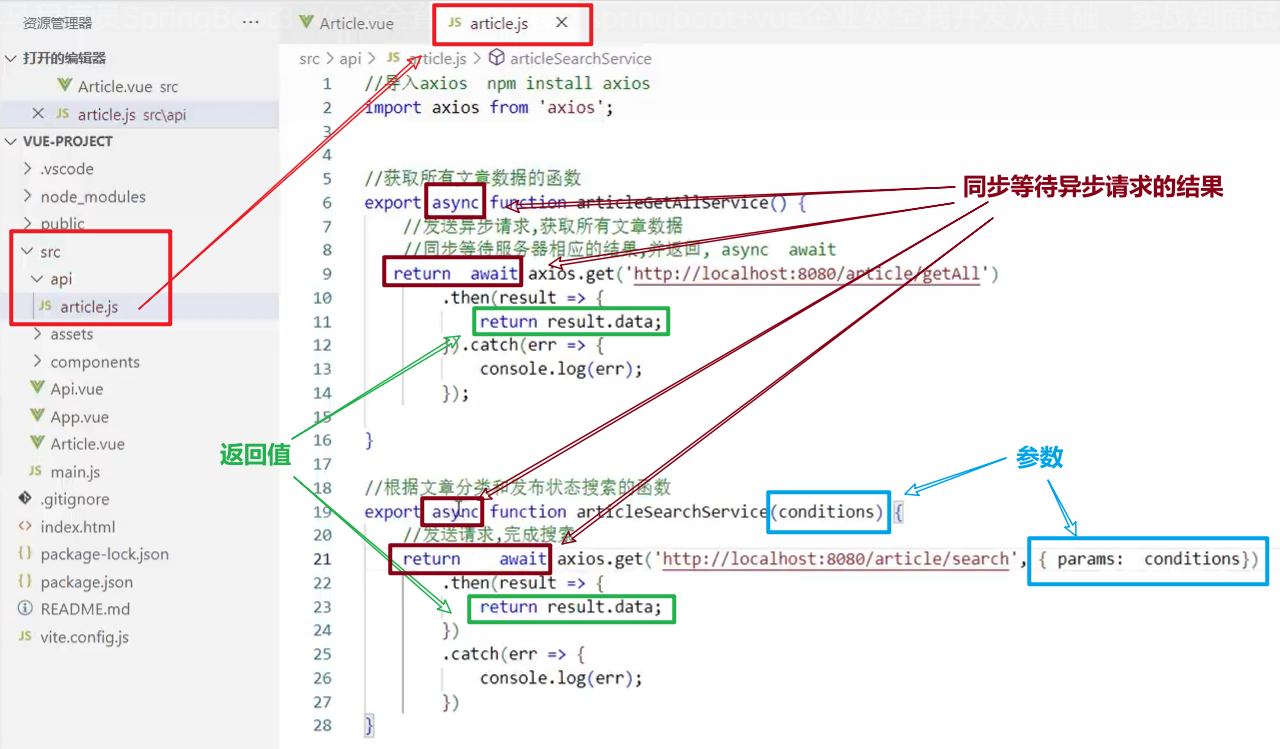 资源管理器 ...
打开的编辑器
Article.vue src
JS article.js src\api
VUE-PROJECT
.vscode
node_modules
public
src
api
JS article.js
assets
components
Api.vue
App.vue
Article.vue
JS main.js
.gitignore
index.html
package-lock.json
package.json
README.md
JS vite.config.js
Article.vue
JS article.js
src > api > JS article.js > articleSearchService
1 //导入axios npm install axios
2 import axios from 'axios';
3
4
5 //获取所有文章数据的函数
6 export async function articleGetAllService() {
7 //发送异步请求,获取所有文章数据
8 //同步等待服务器相应的结果,并返回, async await
9 return await axios.get('http://localhost:8080/article/getAll')
10 .then(result => {
11 return result.data;
12 }).catch(err => {
13 console.log(err);
14 });
15
16 }
17
18 //根据文章分类和发布状态搜索的函数
19 export async function articleSearchService(conditions) {
20 //发送请求,完成搜索
21 return await axios.get('http://localhost:8080/article/search', { params: conditions})
22 .then(result => {
23 return result.data;
24 })
25 .catch(err => {
26 console.log(err);
27 })
28 }
同步等待异步请求的结果
返回值
参数